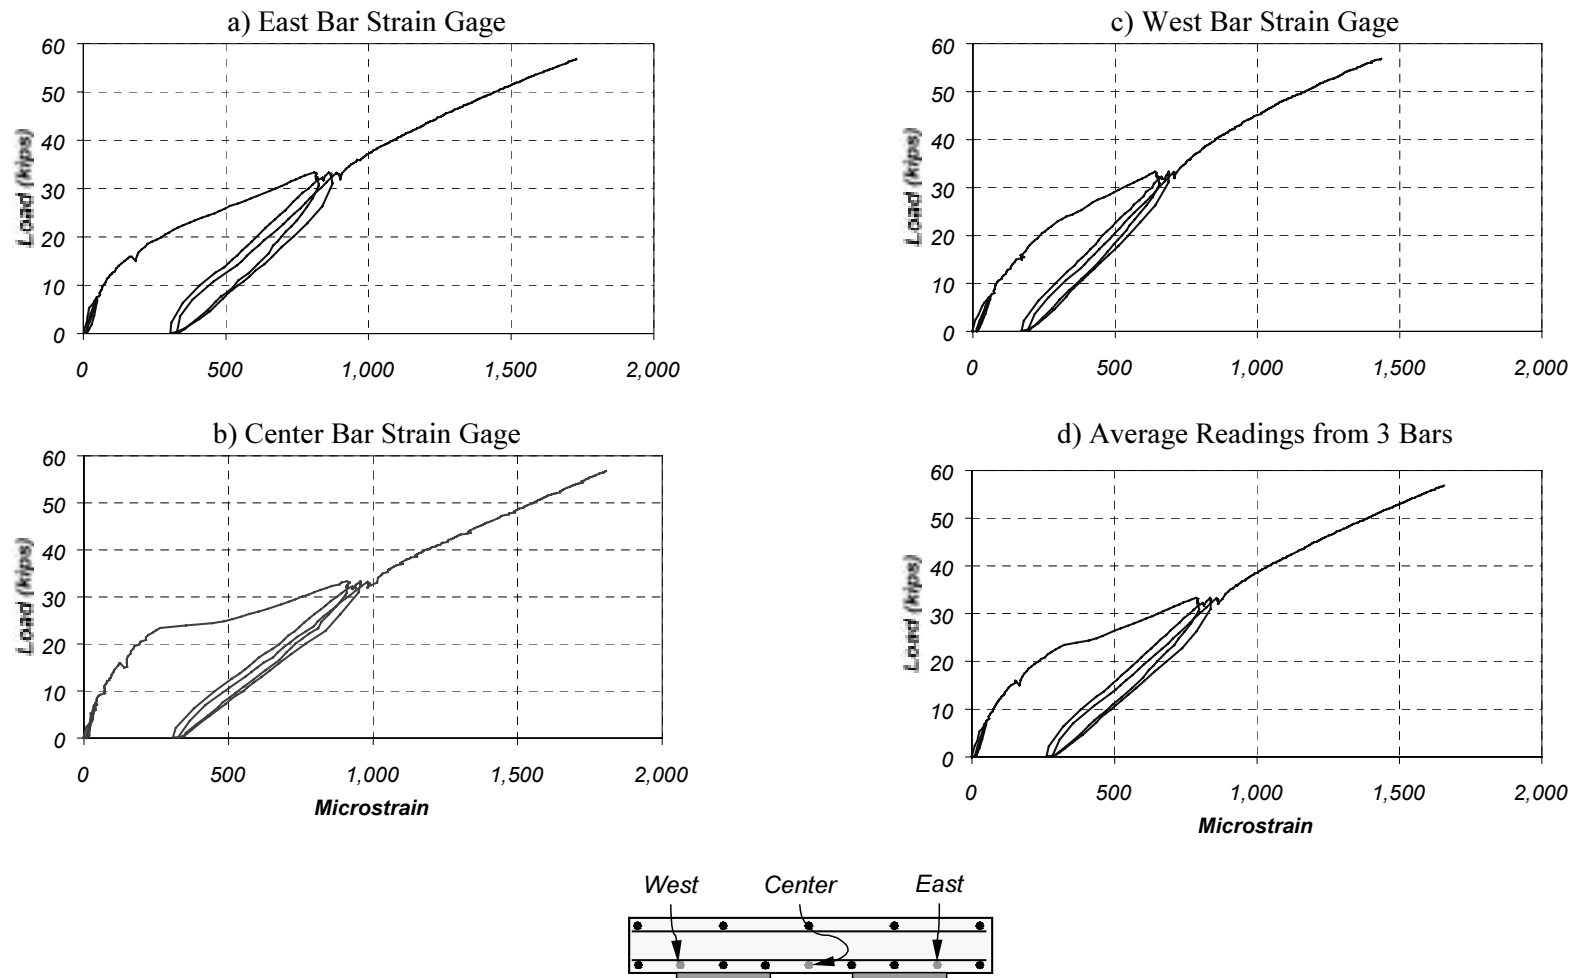 a) East Bar Strain Gage
60
50
40
30
20
10
0
Load (kips)
0 500 1,000 1,500 2,000
c) West Bar Strain Gage
60
50
40
30
20
10
0
Load (kips)
0 500 1,000 1,500 2,000
b) Center Bar Strain Gage
60
50
40
30
20
10
0
Load (kips)
0 500 1,000 1,500 2,000
Microstrain
d) Average Readings from 3 Bars
60
50
40
30
20
10
0
Load (kips)
0 500 1,000 1,500 2,000
Microstrain
West Center East